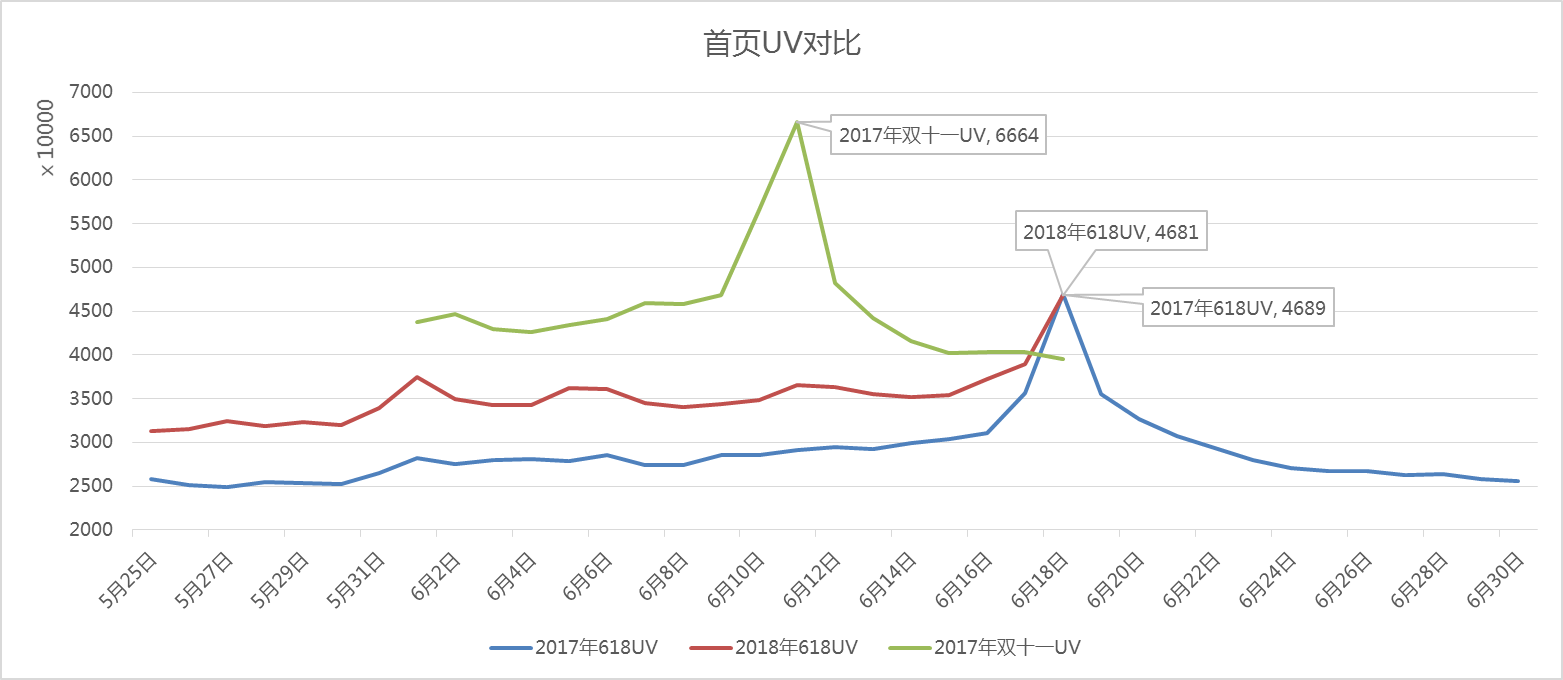 首页UV对比
x 10000
7000
6500
6000
5500
5000
4500
4000
3500
3000
2500
2000
2017年双十一UV, 6664
2018年618UV, 4681
2017年618UV, 4689
5月25日
5月27日
5月29日
5月31日
6月2日
6月4日
6月6日
6月8日
6月10日
6月12日
6月14日
6月16日
6月18日
6月20日
6月22日
6月24日
6月26日
6月28日
6月30日
2017年618UV
2018年618UV
2017年双十一UV